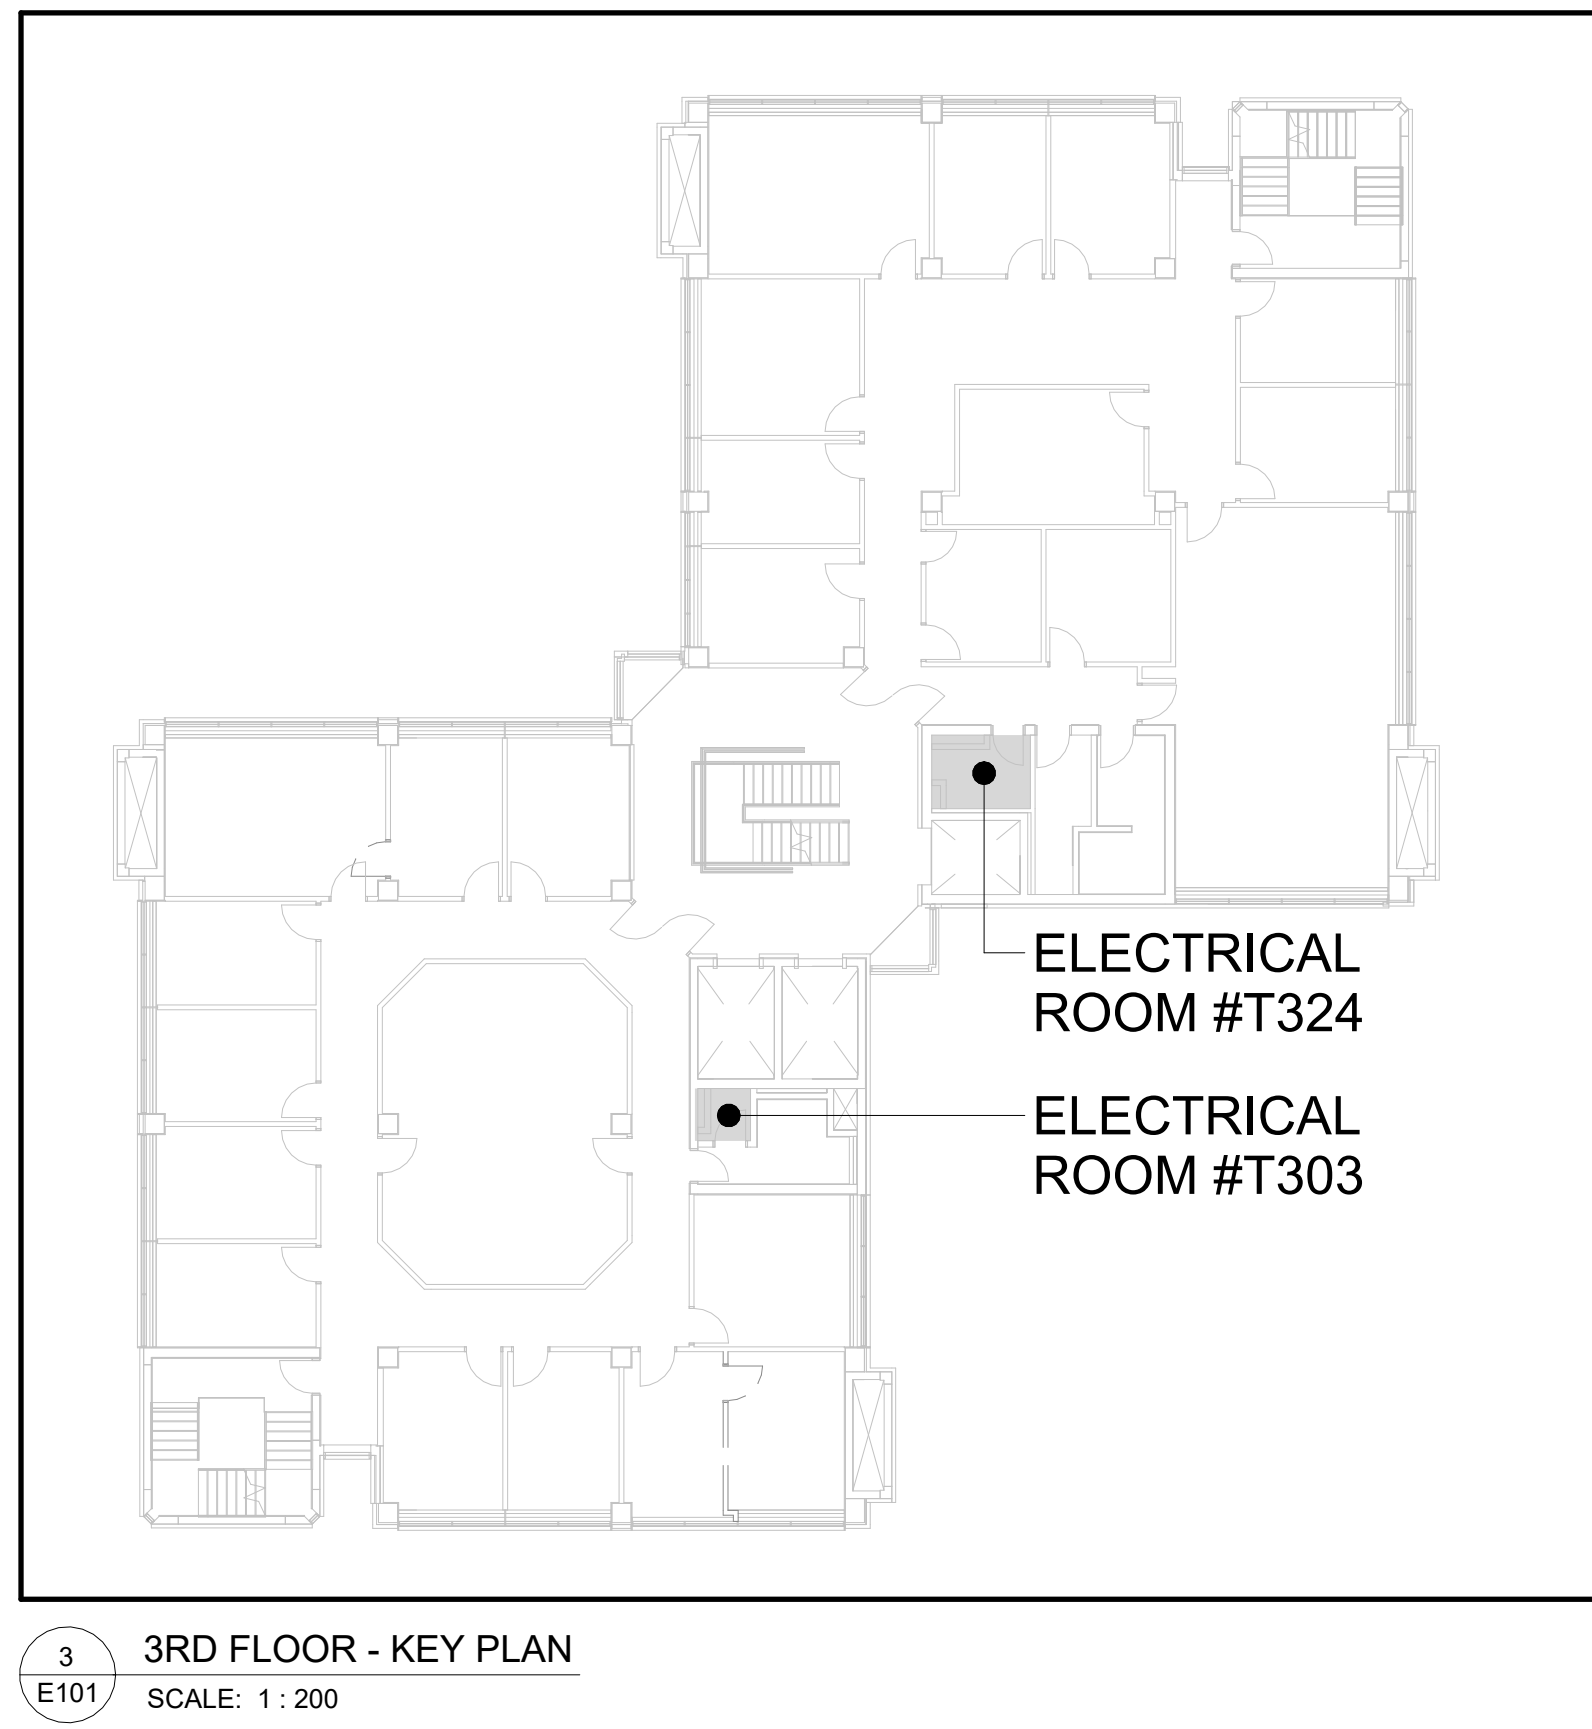 ELECTRICAL
ROOM #T324
ELECTRICAL
ROOM #T303
3
E101
3RD FLOOR - KEY PLAN
SCALE: 1 : 200